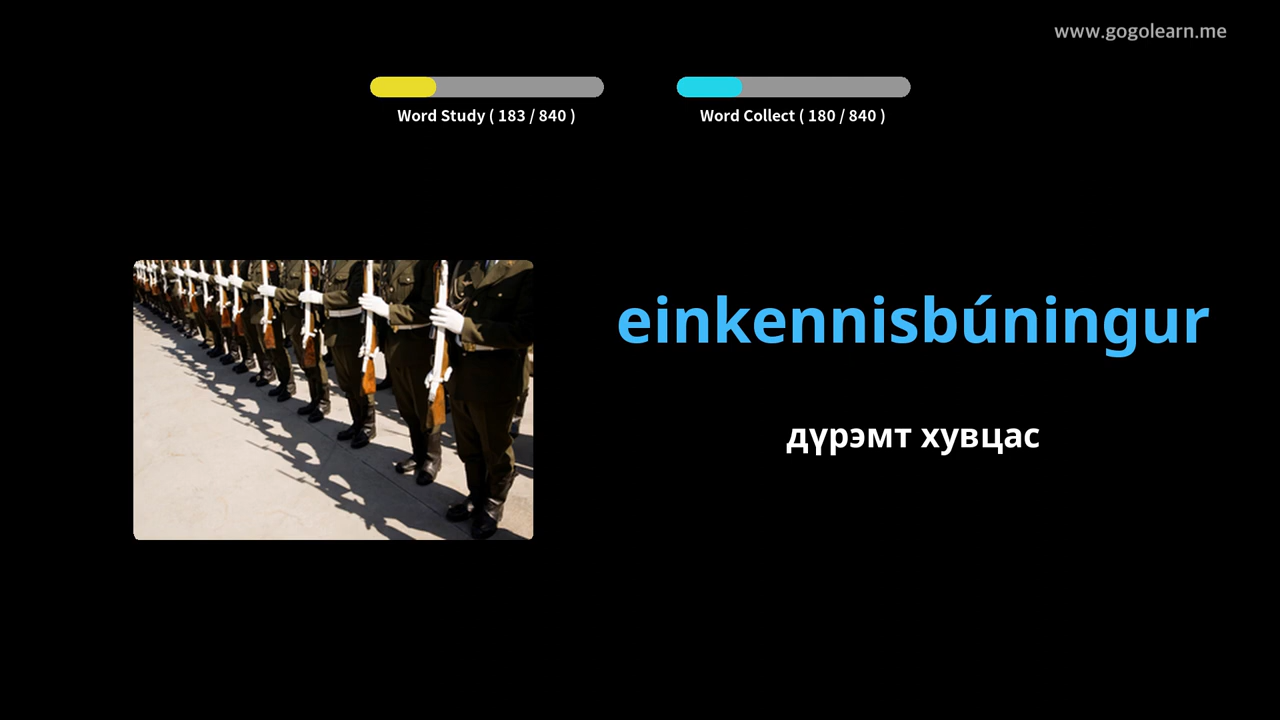 www.gogolearn.me
Word Study ( 183 / 840 )
Word Collect ( 180 / 840 )
einkennisbúningur
дүрэмт хувцас